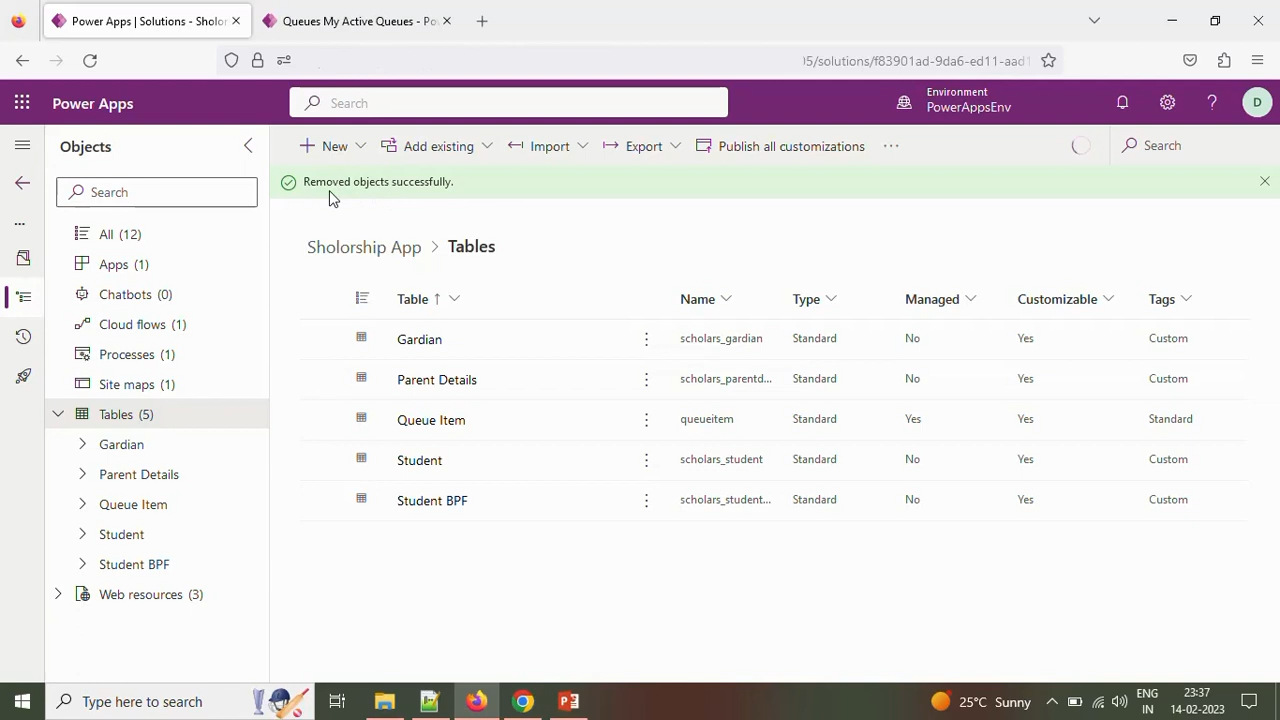 Power Apps | Solutions - Sholor
Queues My Active Queues - Po
05/solutions/f83901ad-9da6-ed11-aad1
Power Apps
Search
Environment
PowerAppsEnv
D
Objects
New
Add existing
Import
Export
Publish all customizations
Search
Removed objects successfully.
Search
All (12)
Apps (1)
Chatbots (0)
Cloud flows (1)
Processes (1)
Site maps (1)
Tables (5)
Gardian
Parent Details
Queue Item
Student
Student BPF
Web resources (3)
Sholorship App > Tables
Table ↑ Name Type Managed Customizable Tags
Gardian scholars_gardian Standard No Yes Custom
Parent Details scholars_parentd... Standard No Yes Custom
Queue Item queueitem Standard Yes Yes Standard
Student scholars_student Standard No Yes Custom
Student BPF scholars_student... Standard No Yes Custom
Type here to search
25°C Sunny
ENG
IN
23:37
14-02-2023